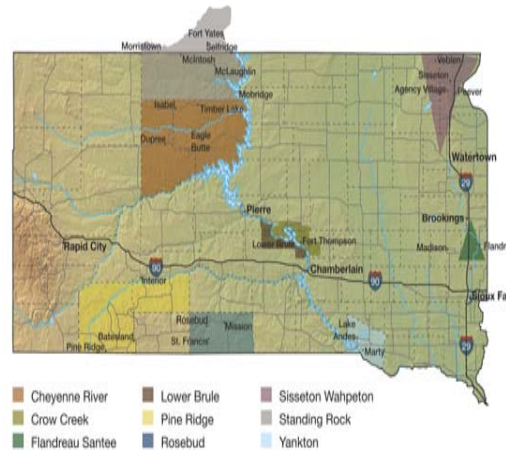 Fort Yates
Morristown
Selfridge
McIntosh
McLaughlin
Mobridge
Isabel
Timber Lake
Dupree
Eagle
Butte
Veblen
Sisseton
Agency Village
Peever
Watertown
29
Pierre
Brookings
Lower Brule
Fort Thompson
Madison
Flandr
Rapid City
90
Chamberlain
90
Interior
Sioux Fa
Rosebud
Mission
Batesland
St. Francis
Pine Ridge
Lake
Andes
Marty
29
Cheyenne River
Lower Brule
Sisseton Wahpeton
Crow Creek
Pine Ridge
Standing Rock
Flandreau Santee
Rosebud
Yankton